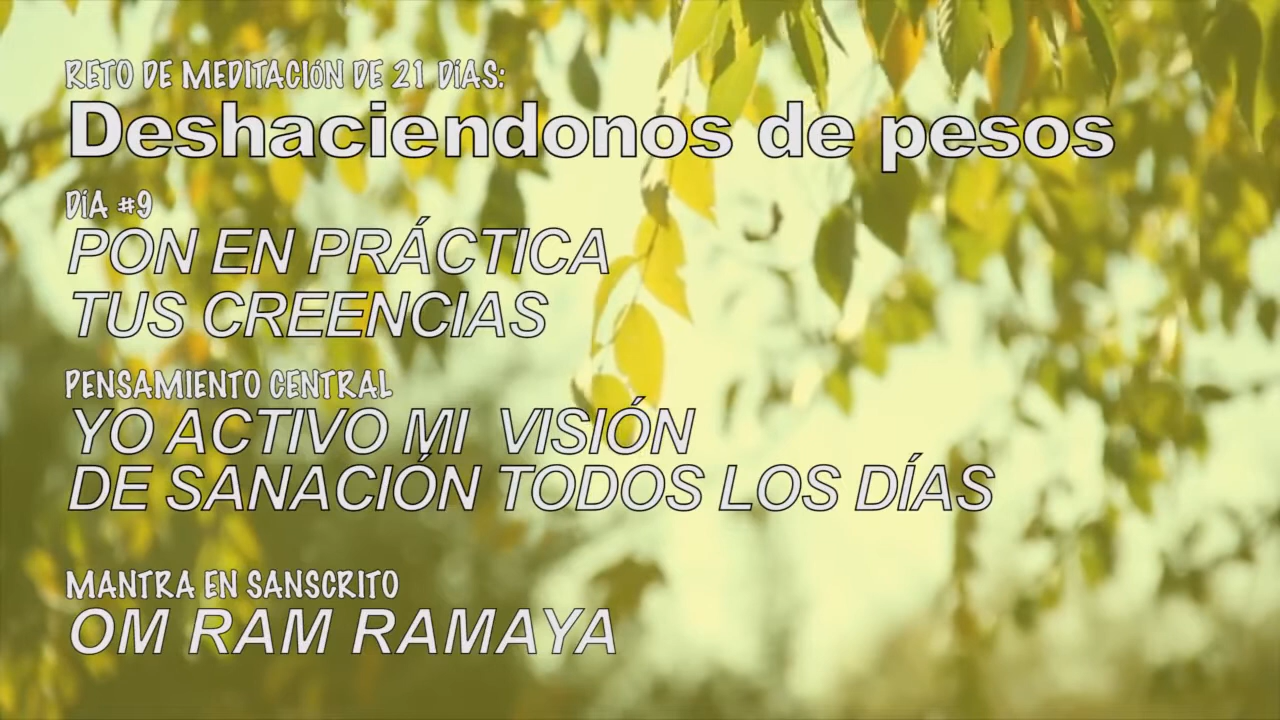 RETO DE MEDITACIÓN DE 21 DÍAS:
Deshaciendonos de pesos
DÍA #9
PON EN PRÁCTICA
TUS CREENCIAS
PENSAMIENTO CENTRAL
YO ACTIVO MI VISIÓN
DE SANACIÓN TODOS LOS DÍAS
MANTRA EN SANSCRITO
OM RAM RAMAYA